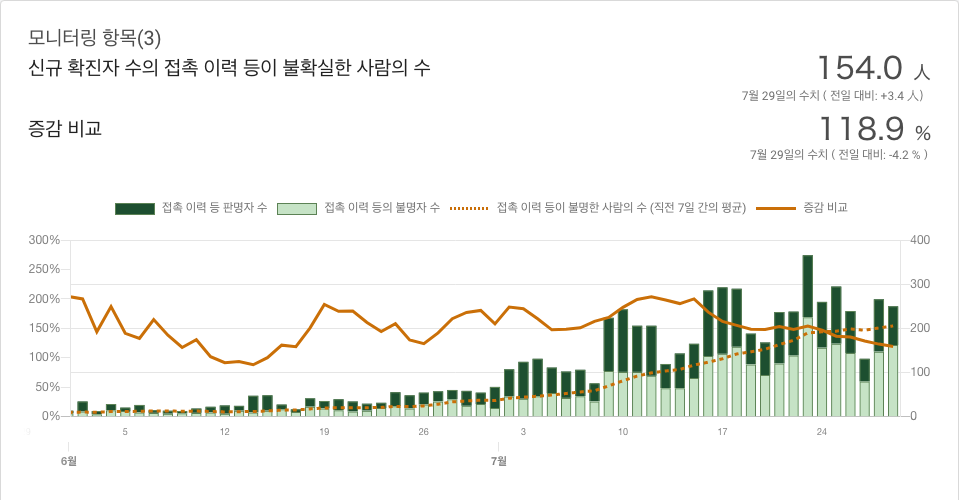 모니터링 항목(3)
신규 확진자 수의 접촉 이력 등이 불확실한 사람의 수
154.0 人
7월 29일의 수치 ( 전일 대비: +3.4 人)
증감 비교
118.9 %
7월 29일의 수치 ( 전일 대비: -4.2 % )
접촉 이력 등 판명자 수 접촉 이력 등의 불명자 수 접촉 이력 등이 불명한 사람의 수 (직전 7일 간의 평균) 증감 비교
300% 400
250%
200% 300
150% 200
100% 100
50%
0% 0
5 12 19 26 3 10 17 24
6월 7월